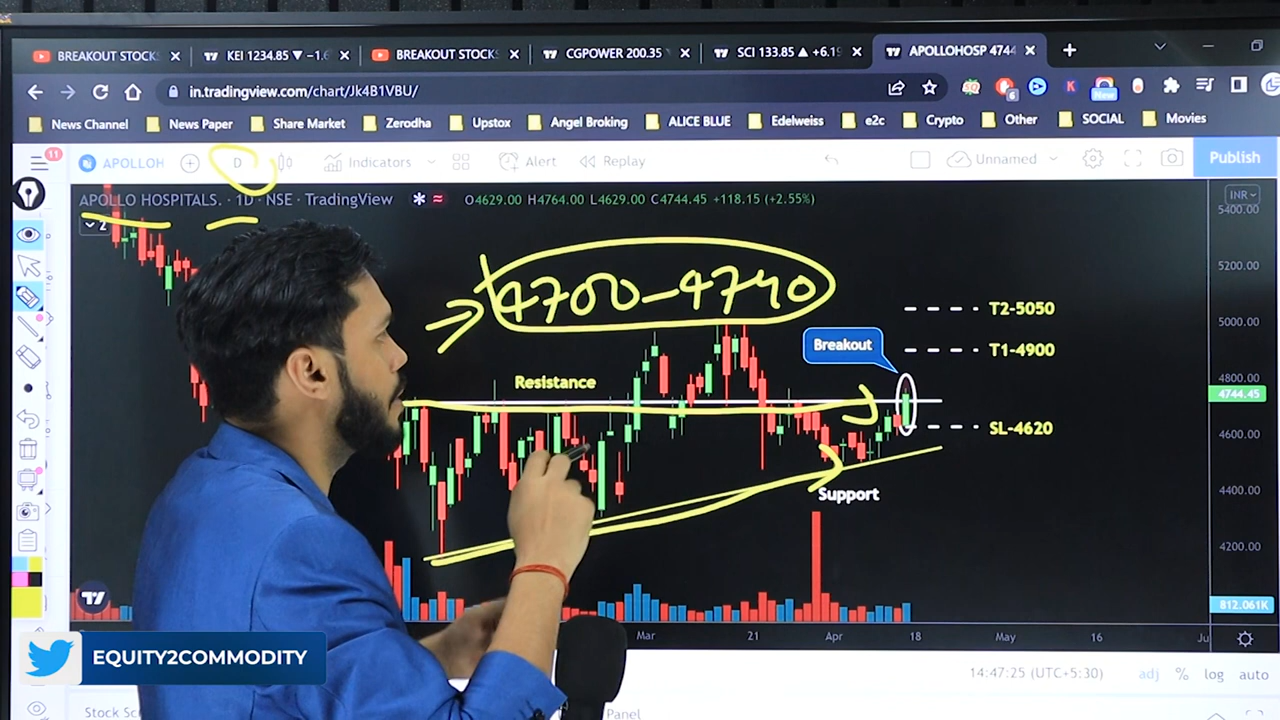 BREAKOUT STOCKS
KEI 1234.85 ▼ −1.6
BREAKOUT STOCKS
CGPOWER 200.35
SCI 133.85 ▲ +6.19
APOLLOHOSP 4744
in.tradingview.com/chart/Jk4B1VBU/
6
New
News Channel
News Paper
Share Market
Zerodha
Upstox
Angel Broking
ALICE BLUE
Edelweiss
e2c
Crypto
Other
SOCIAL
Movies
11
APOLLOH
D
Indicators
Alert
Replay
Unnamed
Publish
APOLLO HOSPITALS. · 1D · NSE · TradingView
O4629.00 H4764.00 L4629.00 C4744.45 +118.15 (+2.55%)
INR
2
4700-4740
5400.00
5200.00
5000.00
4800.00
4744.45
4600.00
4400.00
4200.00
812.061K
T2-5050
Breakout
T1-4900
Resistance
SL-4620
Support
Mar
21
Apr
18
May
16
EQUITY2COMMODITY
14:47:25 (UTC+5:30)
adj
%
log
auto
Panel